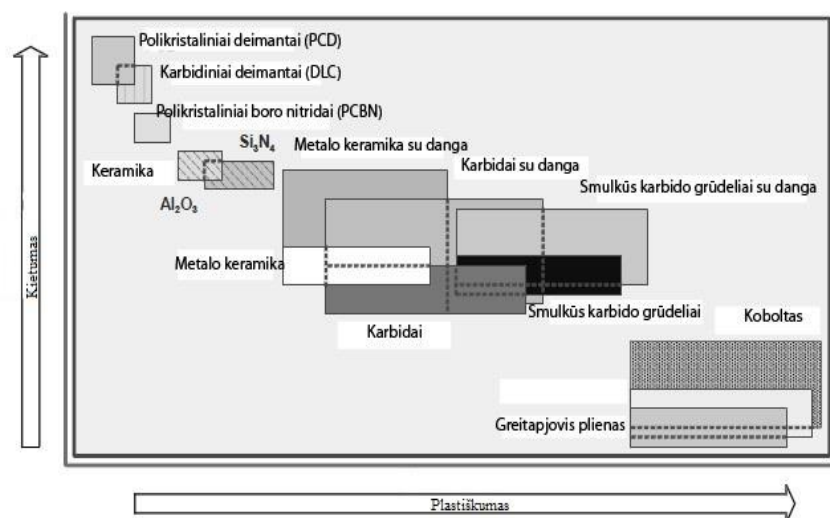 Polikristaliniai deimantai (PCD)
Karbidiniai deimantai (DLC)
Polikristaliniai boro nitridai (PCBN)
Si₃N₄
Metalo keramika su danga
Keramika
Karbidai su danga
Smulkūs karbido grūdeliai su danga
Al₂O₃
Metalo keramika
Smulkūs karbido grūdeliai
Karbidai
Koboltas
Greitapjovis plienas
Kietumas
Plastiškumas